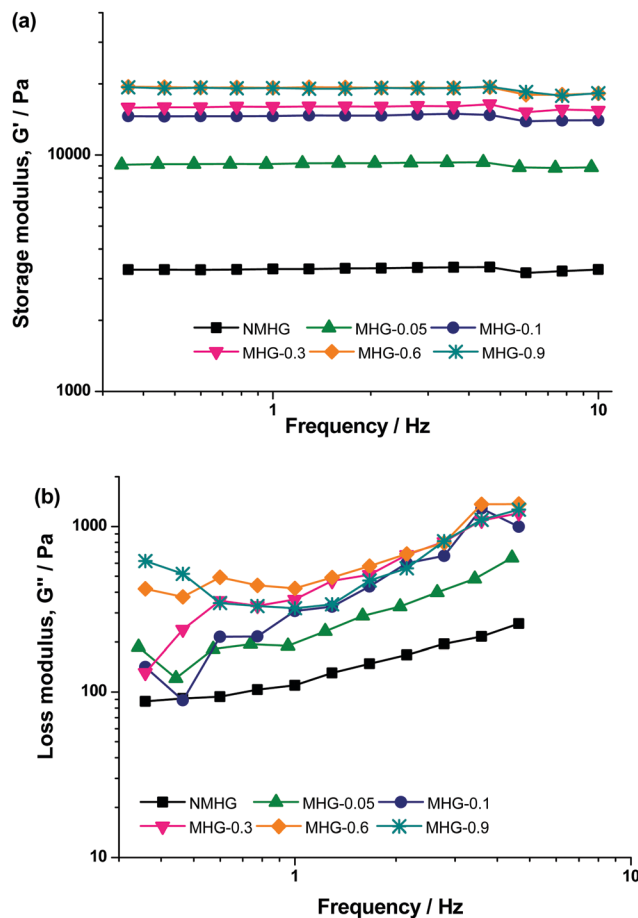 (a)
Storage modulus, G' / Pa
10000
1000
NMHG MHG-0.05 MHG-0.1
MHG-0.3 MHG-0.6 MHG-0.9
1 10
Frequency / Hz
(b)
Loss modulus, G'' / Pa
1000
100
10
NMHG MHG-0.05 MHG-0.1
MHG-0.3 MHG-0.6 MHG-0.9
1 10
Frequency / Hz